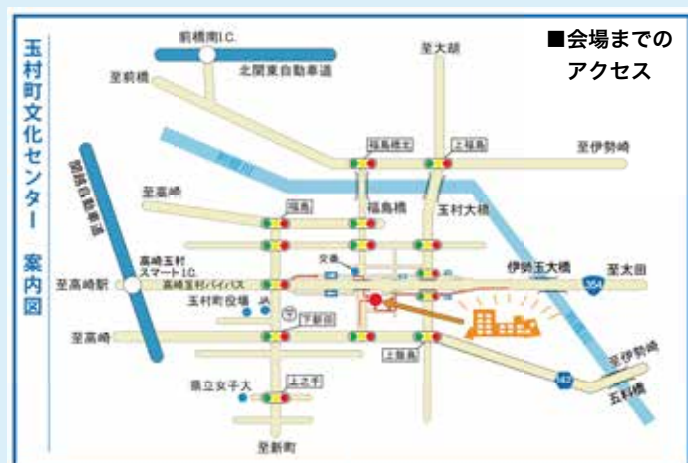 玉村町文化センター 案内図
■会場までの
アクセス
前橋南I.C.
北関東自動車道
至大胡
至前橋
福島橋北
上福島
至伊勢崎
関越自動車道
至高崎
福島
福島橋
玉村大橋
高崎玉村
スマートI.C.
交番
伊勢玉大橋
至高崎駅
高崎玉村バイパス
354
至太田
玉村町役場
JA
〒
下新田
至高崎
上飯島
142
至伊勢崎
五料橋
県立女子大
上之手
至新町